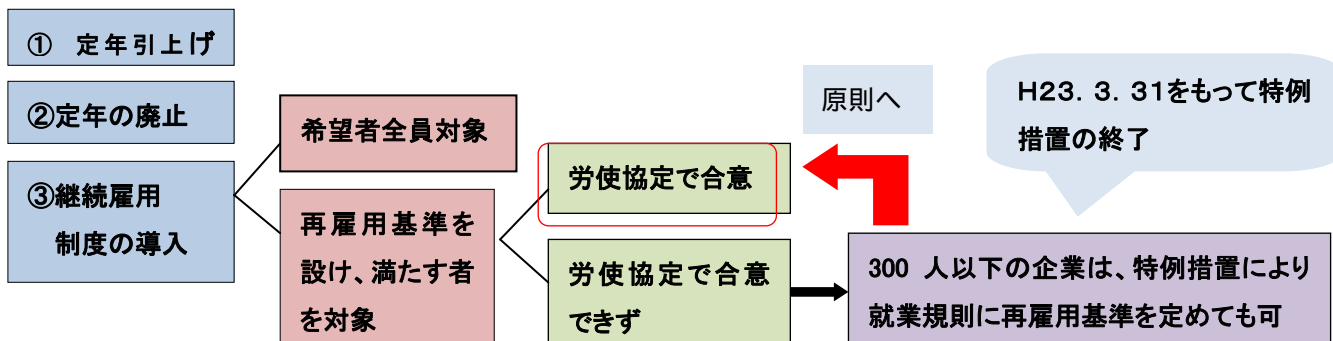 ① 定年引上げ
②定年の廃止
③継続雇用
制度の導入
希望者全員対象
再雇用基準を
設け、満たす者
を対象
労使協定で合意
労使協定で合意
できず
原則へ
H23.3.31をもって特例
措置の終了
300 人以下の企業は、特例措置により
就業規則に再雇用基準を定めても可